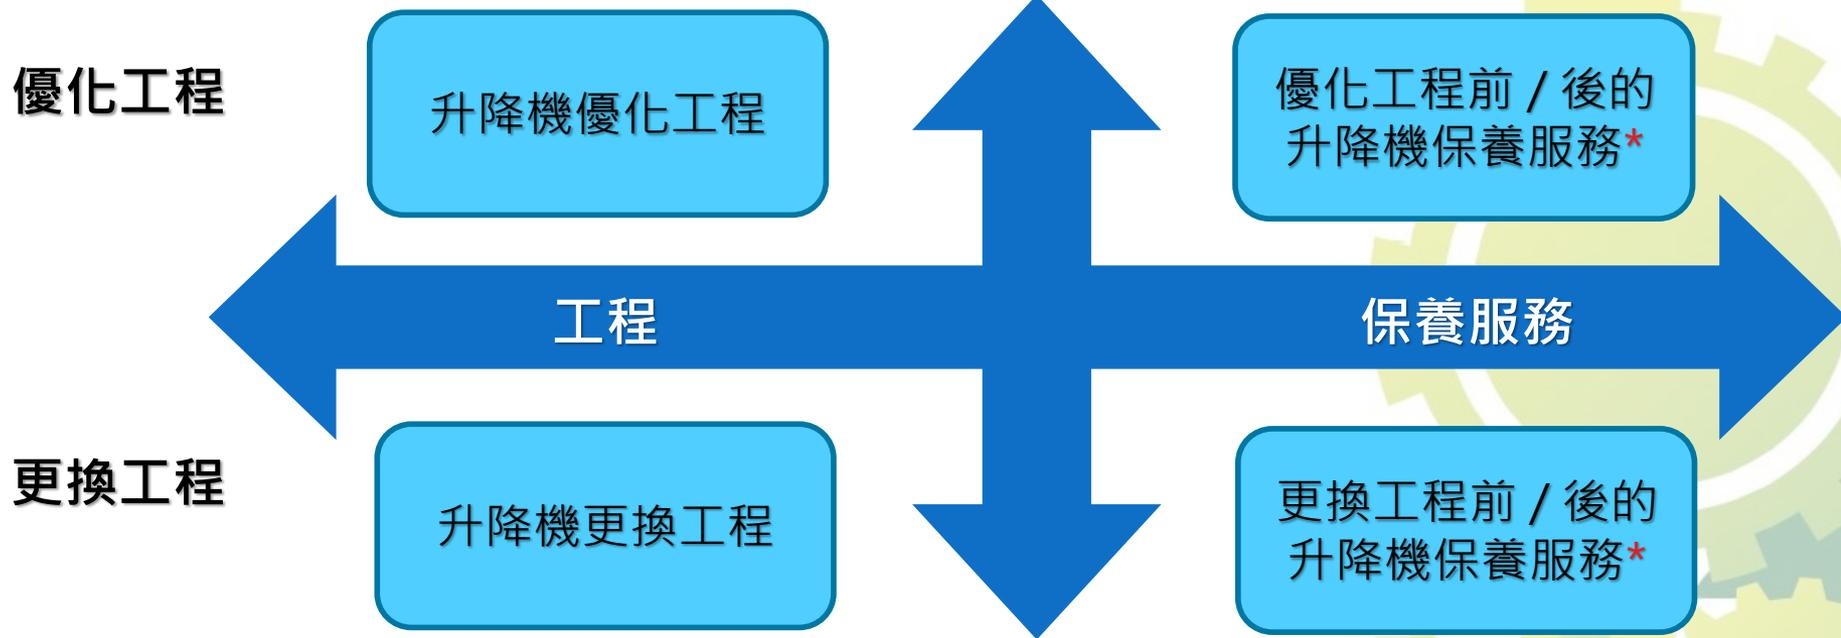 優化工程
升降機優化工程
優化工程前 / 後的
升降機保養服務*
工程
保養服務
更換工程
升降機更換工程
更換工程前 / 後的
升降機保養服務*